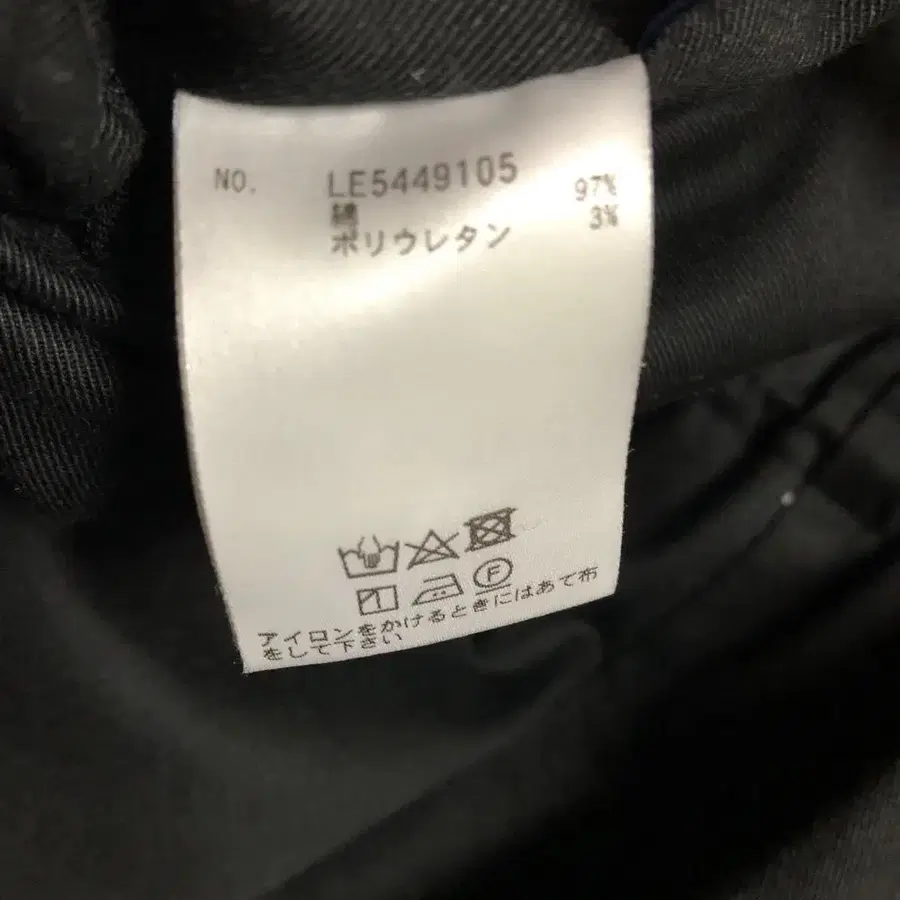 NO. LE5449105
綿 97%
ポリウレタン 3%
F
アイロンをかけるときにはあて布
をして下さい